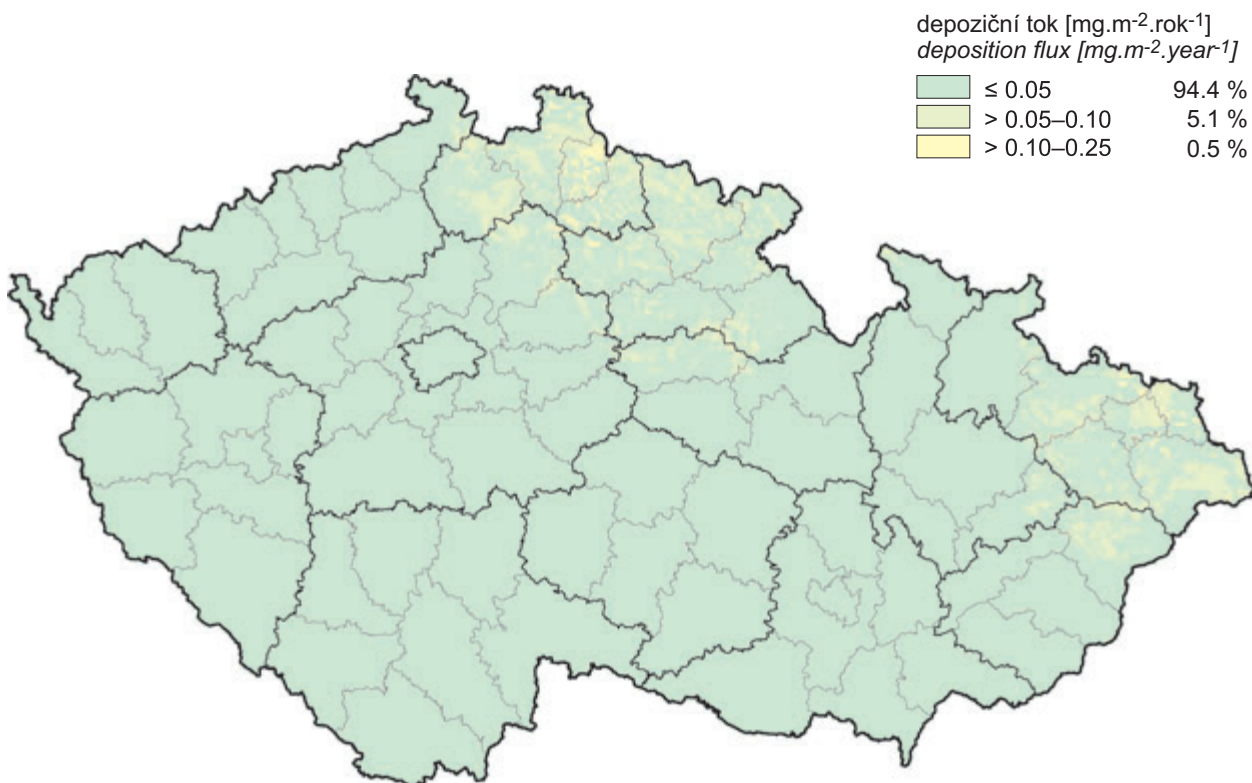 depoziční tok [mg.m-2.rok-1]
deposition flux [mg.m-2.year-1]
≤ 0.05 94.4 %
> 0.05–0.10 5.1 %
> 0.10–0.25 0.5 %